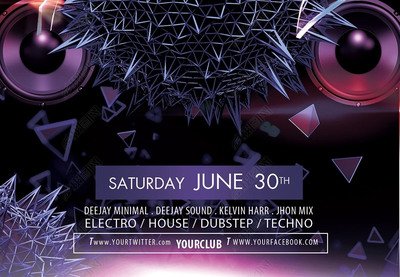 SATURDAY JUNE 30TH
DEEJAY MINIMAL . DEEJAY SOUND . KELVIN HARR . JHON MIX
ELECTRO / HOUSE / DUBSTEP / TECHNO
T www.YOURTWITTER.com YOURCLUB T WWW.YOURFACEBOOK.COM